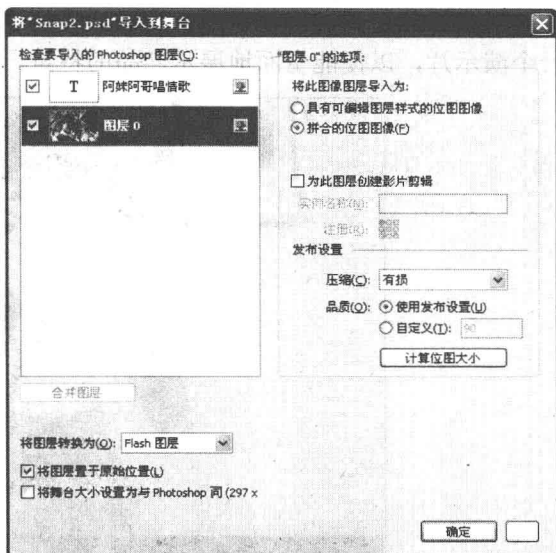 将"Snap2.psd"导入到舞台
检查要导入的 Photoshop 图层(C):
T 阿妹阿哥唱情歌
图层 0
合并图层
将图层转换为(O): Flash 图层
将图层置于原始位置(L)
将舞台大小设置为与 Photoshop 同 (297 x
"图层 0"的选项:
将此图像图层导入为:
具有可编辑图层样式的位图图像
拼合的位图图像(F)
为此图层创建影片剪辑
实例名称(N):
注册(R):
发布设置
压缩(C): 有损
品质(Q): 使用发布设置(U)
自定义(T): 90
计算位图大小
确定